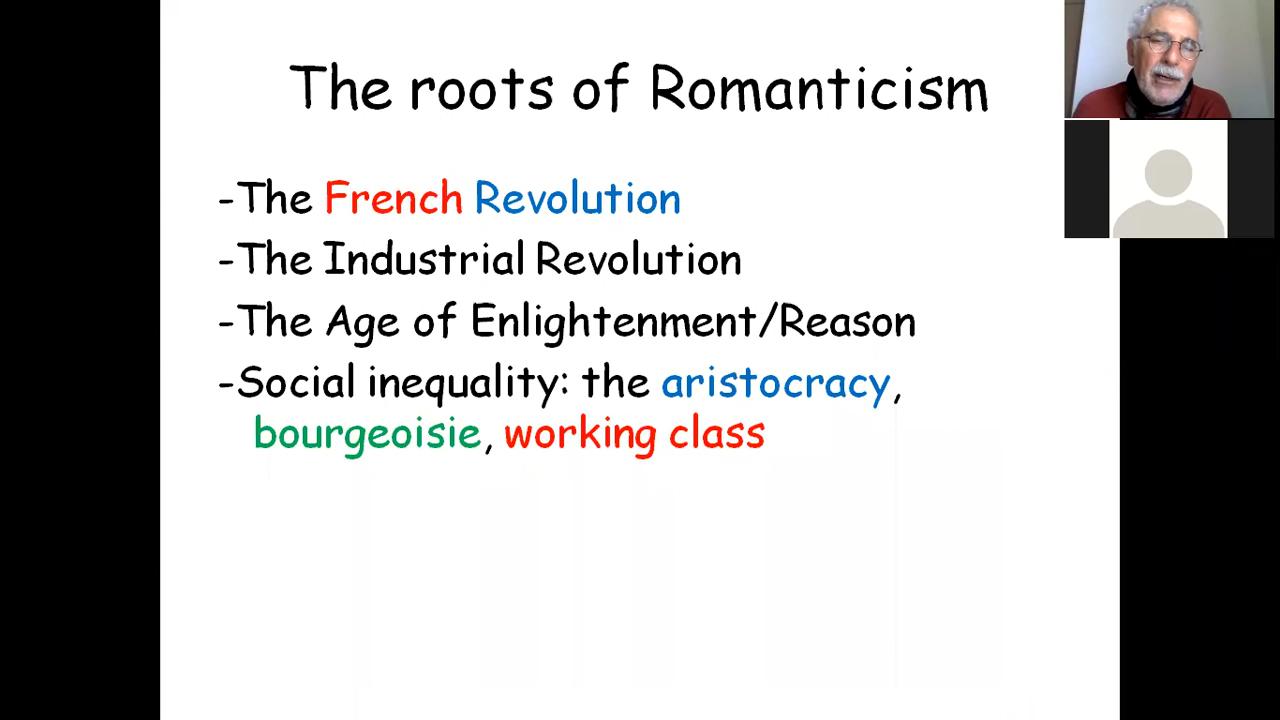 The roots of Romanticism
-The French Revolution
-The Industrial Revolution
-The Age of Enlightenment/Reason
-Social inequality: the aristocracy,
bourgeoisie, working class